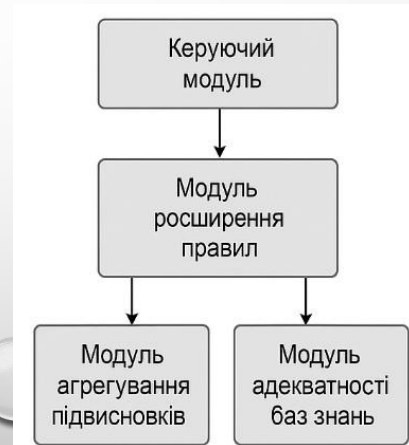 Керуючий
модуль
Модуль
росширення
правил
Модуль
агрегування
підвисновків
Модуль
адекватності
баз знань